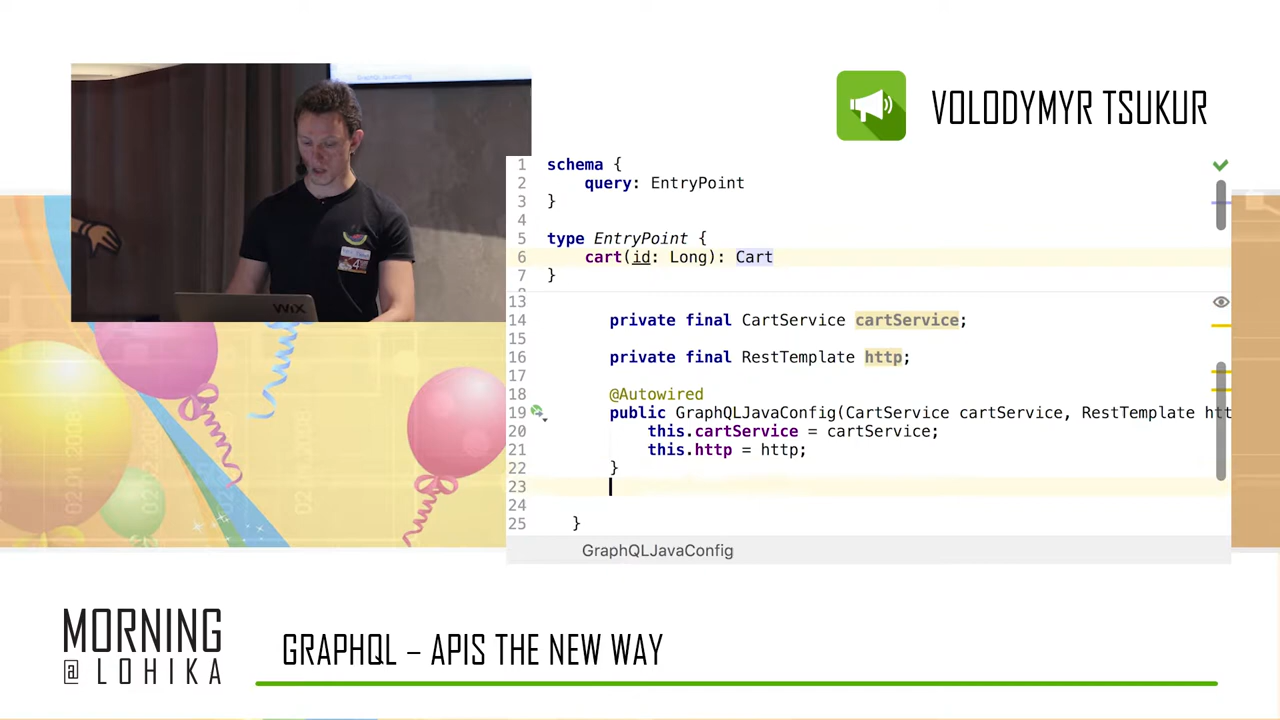 VOLODYMYR TSUKUR
1 schema {
2 query: EntryPoint
3 }
4
5 type EntryPoint {
6 cart(id: Long): Cart
7 }
13
14 private final CartService cartService;
15
16 private final RestTemplate http;
17
18 @Autowired
19 public GraphQLJavaConfig(CartService cartService, RestTemplate htt
20 this.cartService = cartService;
21 this.http = http;
22 }
23
24
25 }
GraphQLJavaConfig
WIX
MORNING
@ LOHIKA
GRAPHQL – APIS THE NEW WAY